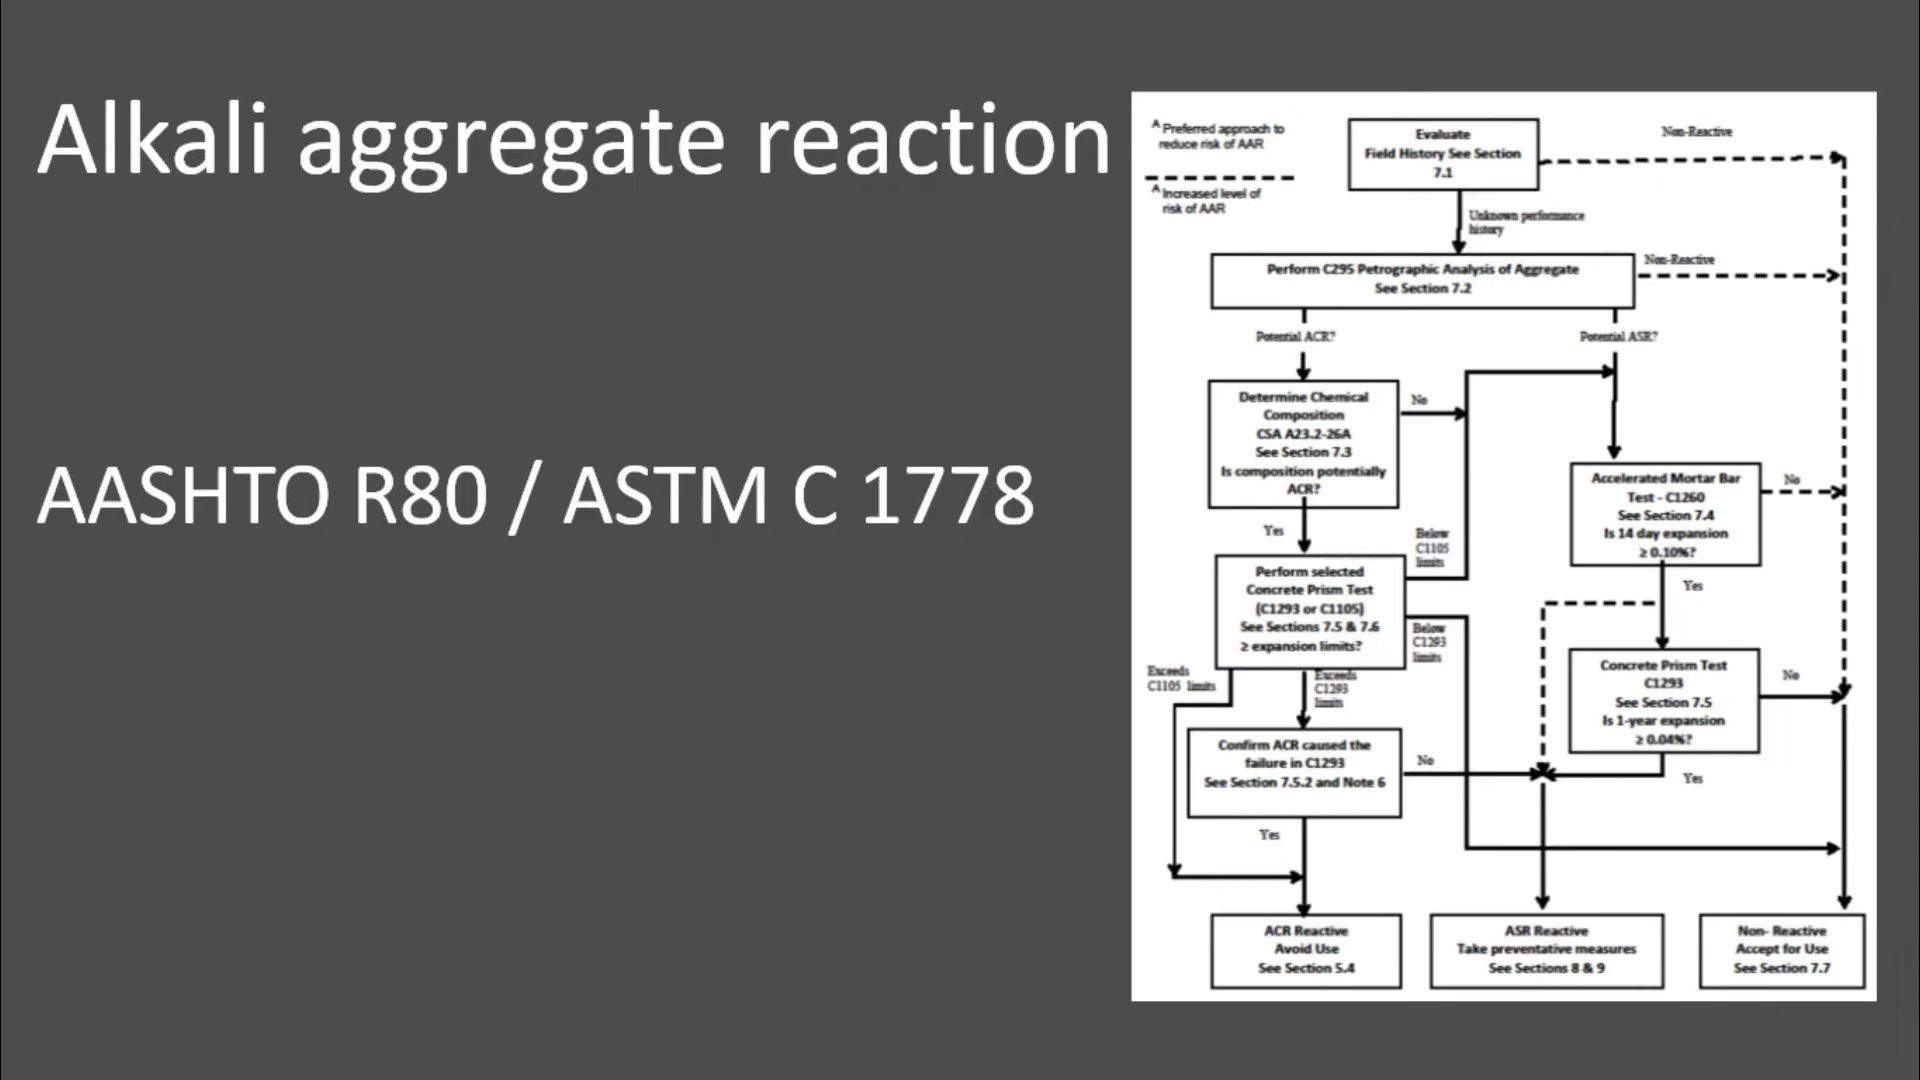 Alkali aggregate reaction
AASHTO R80 / ASTM C 1778
A Preferred approach to
reduce risk of AAR
A Increased level of
risk of AAR
Evaluate
Field History See Section
7.1
Non-Reactive
Unknown performance
history
Perform C295 Petrographic Analysis of Aggregate
See Section 7.2
Non-Reactive
Potential ACR?
Potential ASR?
Determine Chemical
Composition
CSA A23.2-26A
See Section 7.3
Is composition potentially
ACR?
No
Yes
Accelerated Mortar Bar
Test - C1260
See Section 7.4
Is 14 day expansion
≥ 0.10%?
No
Yes
Below
C1105
limits
Perform selected
Concrete Prism Test
(C1293 or C1105)
See Sections 7.5 & 7.6
≥ expansion limits?
Below
C1293
limits
Exceeds
C1105 limits
Exceeds
C1293
limits
Concrete Prism Test
C1293
See Section 7.5
Is 1-year expansion
≥ 0.04%?
No
Yes
Confirm ACR caused the
failure in C1293
See Section 7.5.2 and Note 6
No
Yes
ACR Reactive
Avoid Use
See Section 5.4
ASR Reactive
Take preventative measures
See Sections 8 & 9
Non- Reactive
Accept for Use
See Section 7.7